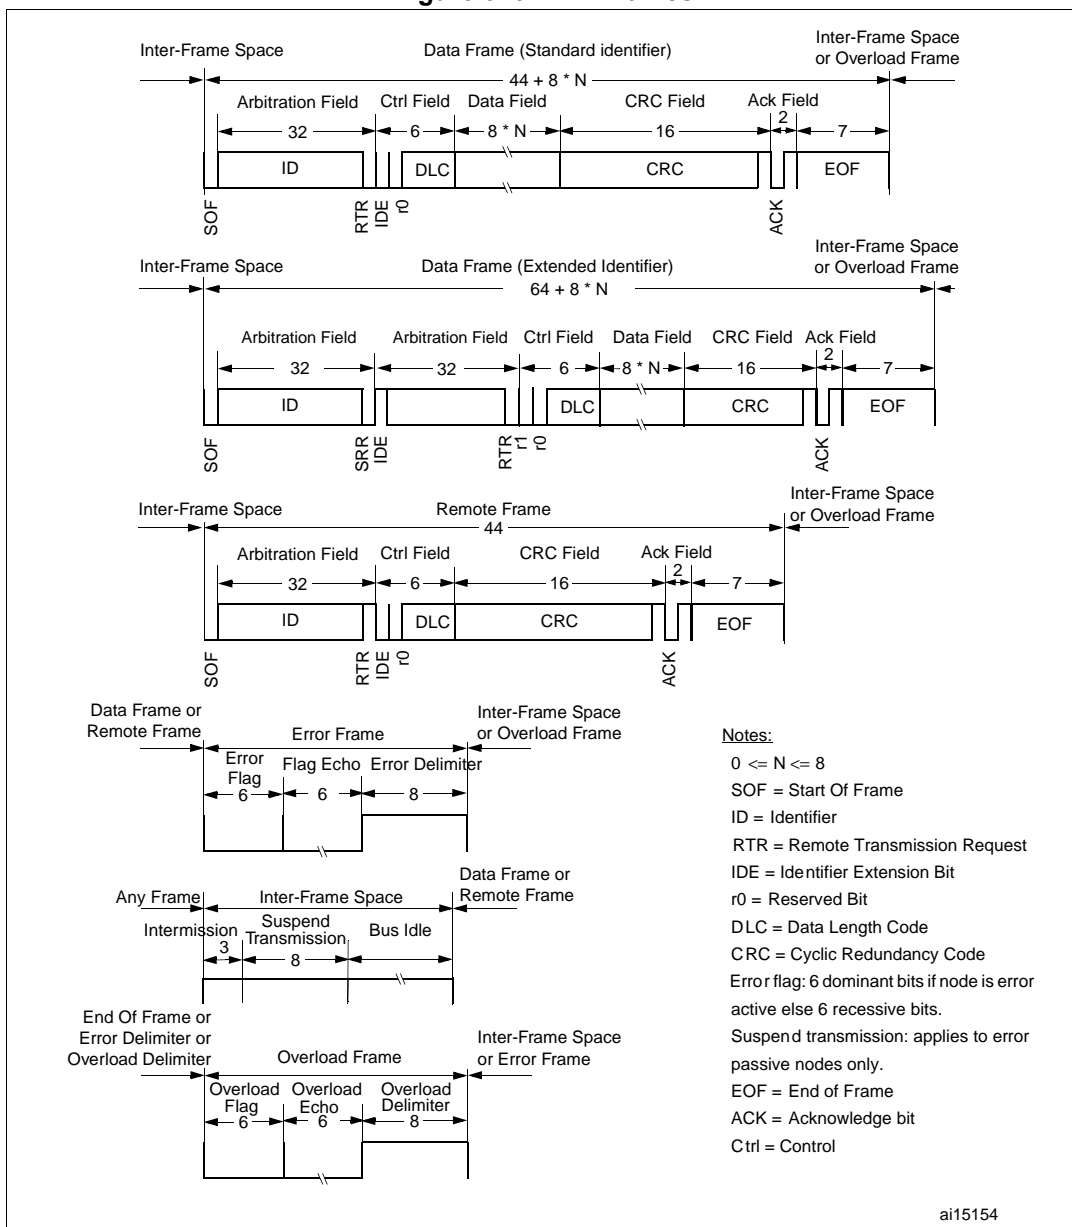 Inter-Frame Space
Data Frame (Standard identifier)
Inter-Frame Space
or Overload Frame
44 + 8 * N
Arbitration Field
Ctrl Field
Data Field
CRC Field
Ack Field
32
6
8 * N
16
2
7
ID
DLC
CRC
EOF
SOF
RTR
IDE
r0
ACK
Inter-Frame Space
Data Frame (Extended Identifier)
Inter-Frame Space
or Overload Frame
64 + 8 * N
Arbitration Field
Arbitration Field
Ctrl Field
Data Field
CRC Field
Ack Field
32
32
6
8 * N
16
2
7
ID
DLC
CRC
EOF
SOF
SRR
IDE
RTR
r1
r0
ACK
Inter-Frame Space
Remote Frame
Inter-Frame Space
or Overload Frame
44
Arbitration Field
Ctrl Field
CRC Field
Ack Field
32
6
16
2
7
ID
DLC
CRC
EOF
SOF
RTR
IDE
r0
ACK
Data Frame or
Remote Frame
Error Frame
Inter-Frame Space
or Overload Frame
Error
Flag
Flag Echo
Error Delimiter
6
6
8
Any Frame
Inter-Frame Space
Data Frame or
Remote Frame
Intermission
3
Suspend
Transmission
8
Bus Idle
End Of Frame or
Error Delimiter or
Overload Delimiter
Overload Frame
Inter-Frame Space
or Error Frame
Overload
Flag
Overload
Echo
Overload
Delimiter
6
6
8
Notes:
0 <= N <= 8
SOF = Start Of Frame
ID = Identifier
RTR = Remote Transmission Request
IDE = Identifier Extension Bit
r0 = Reserved Bit
DLC = Data Length Code
CRC = Cyclic Redundancy Code
Error flag: 6 dominant bits if node is error
active else 6 recessive bits.
Suspend transmission: applies to error
passive nodes only.
EOF = End of Frame
ACK = Acknowledge bit
Ctrl = Control
ai15154